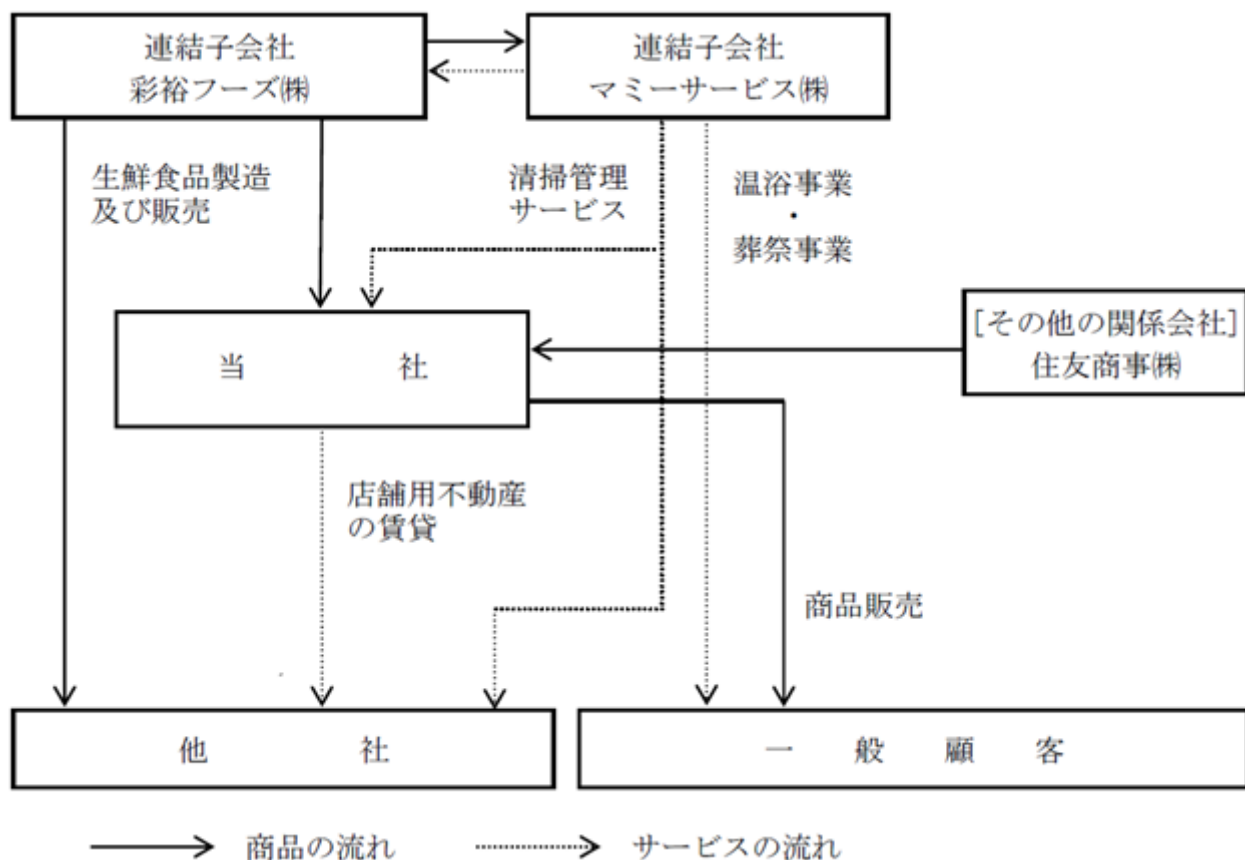 連結子会社
彩裕フーズ㈱
連結子会社
マミーサービス㈱
生鮮食品製造
及び販売
清掃管理
サービス
温浴事業
・
葬祭事業
[その他の関係会社]
住友商事㈱
当　　　社
店舗用不動産
の賃貸
商品販売
他　　　社
一　般　顧　客
商品の流れ
サービスの流れ